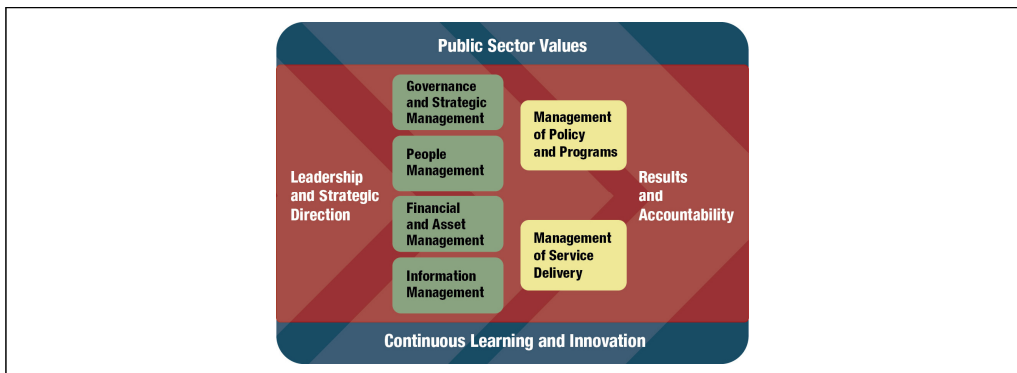 Public Sector Values
Governance
and Strategic
Management
People
Management
Financial
and Asset
Management
Information
Management
Management
of Policy
and Programs
Management
of Service
Delivery
Leadership
and Strategic
Direction
Results
and
Accountability
Continuous Learning and Innovation